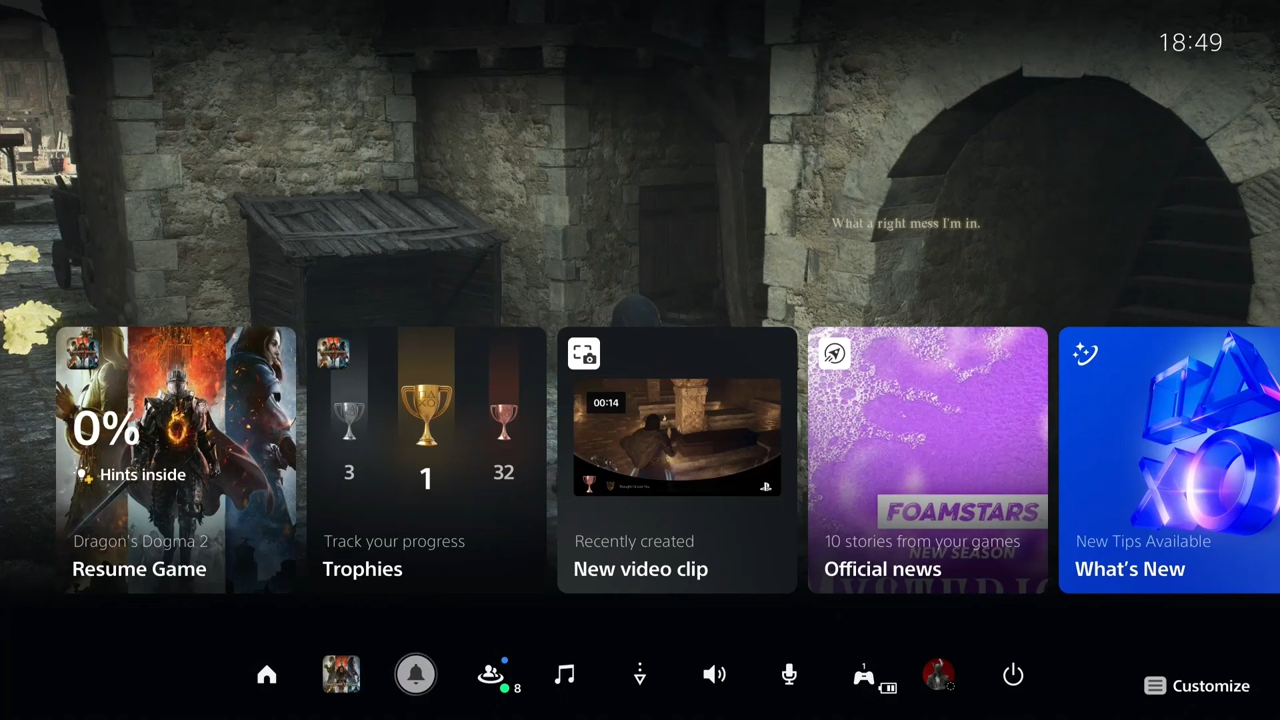 18:49
What a right mess I'm in.
0%
Hints inside
Dragon's Dogma 2
Resume Game
3
1
32
Track your progress
Trophies
00:14
Recently created
New video clip
FOAMSTARS
10 stories from your games
NEW SEASON
Official news
New Tips Available
What's New
8
1
Customize